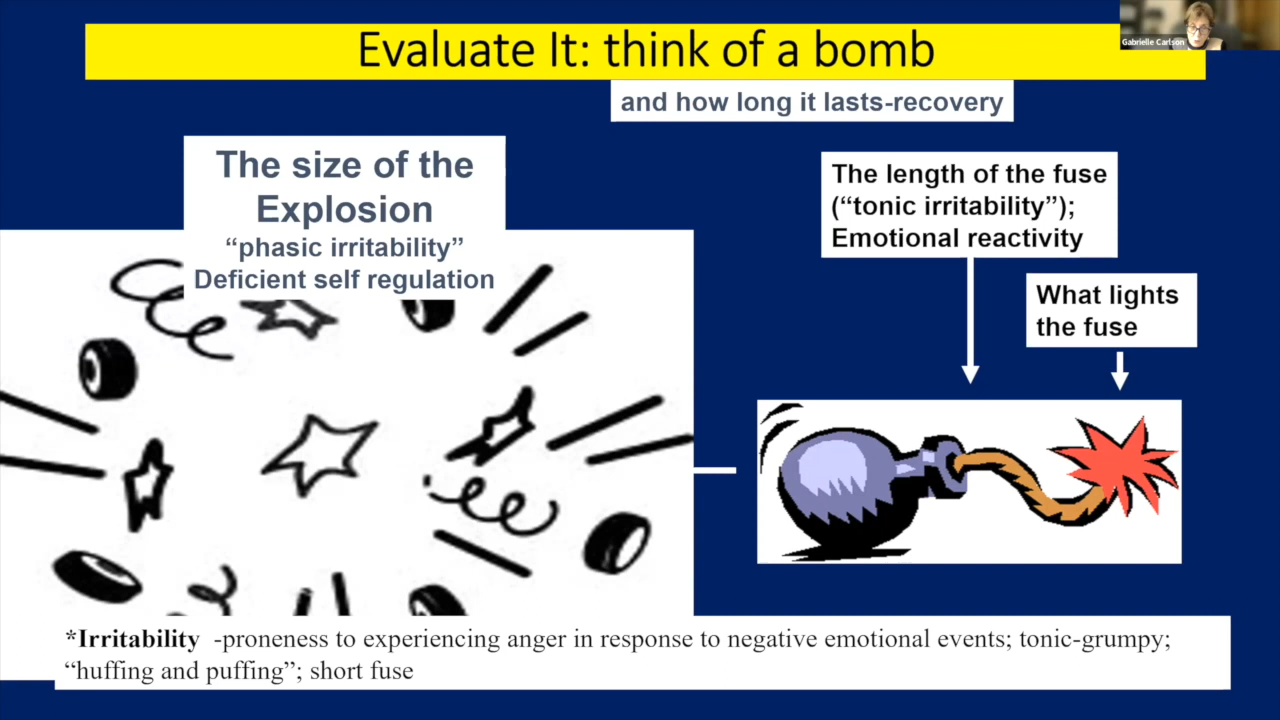 Evaluate It: think of a bomb
Gabrielle Carlson
and how long it lasts-recovery
The size of the
Explosion
“phasic irritability”
Deficient self regulation
The length of the fuse
(“tonic irritability”);
Emotional reactivity
What lights
the fuse
*Irritability -proneness to experiencing anger in response to negative emotional events; tonic-grumpy;
“huffing and puffing”; short fuse